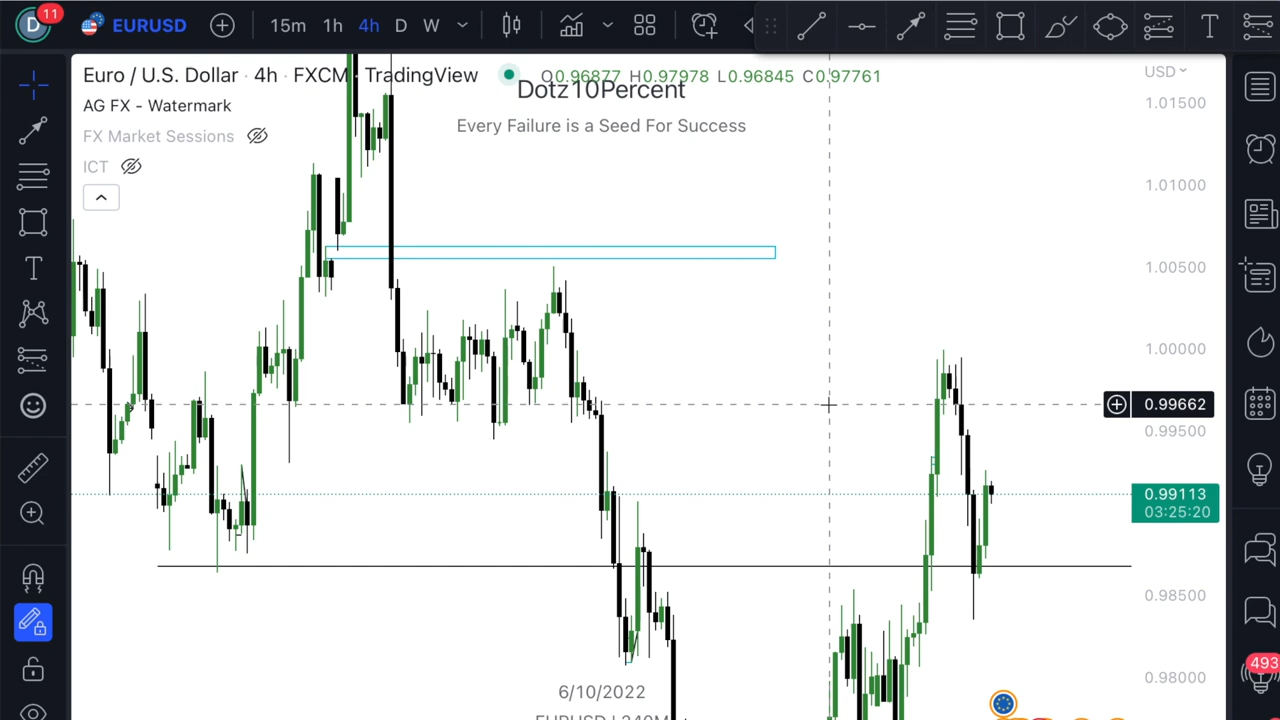 D 11 EURUSD 15m 1h 4h D W T
Euro / U.S. Dollar · 4h · FXCM · TradingView O0.96877 H0.97978 L0.96845 C0.97761
USD
Dotz10Percent
AG FX - Watermark
1.01500
Every Failure is a Seed For Success
FX Market Sessions
ICT
1.01000
1.00500
T
1.00000
0.99662
0.99500
0.99113
03:25:20
0.98500
493
0.98000
6/10/2022
EURUSD | 240M